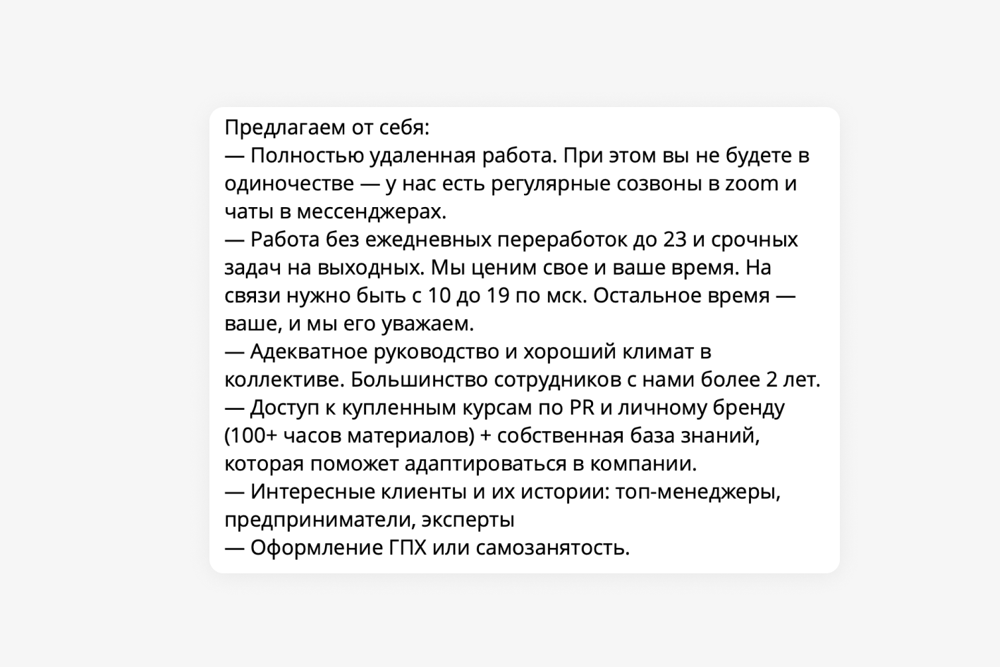 Предлагаем от себя:
— Полностью удаленная работа. При этом вы не будете в
одиночестве — у нас есть регулярные созвоны в zoom и
чаты в мессенджерах.
— Работа без ежедневных переработок до 23 и срочных
задач на выходных. Мы ценим свое и ваше время. На
связи нужно быть с 10 до 19 по мск. Остальное время —
ваше, и мы его уважаем.
— Адекватное руководство и хороший климат в
коллективе. Большинство сотрудников с нами более 2 лет.
— Доступ к купленным курсам по PR и личному бренду
(100+ часов материалов) + собственная база знаний,
которая поможет адаптироваться в компании.
— Интересные клиенты и их истории: топ-менеджеры,
предприниматели, эксперты
— Оформление ГПХ или самозанятость.